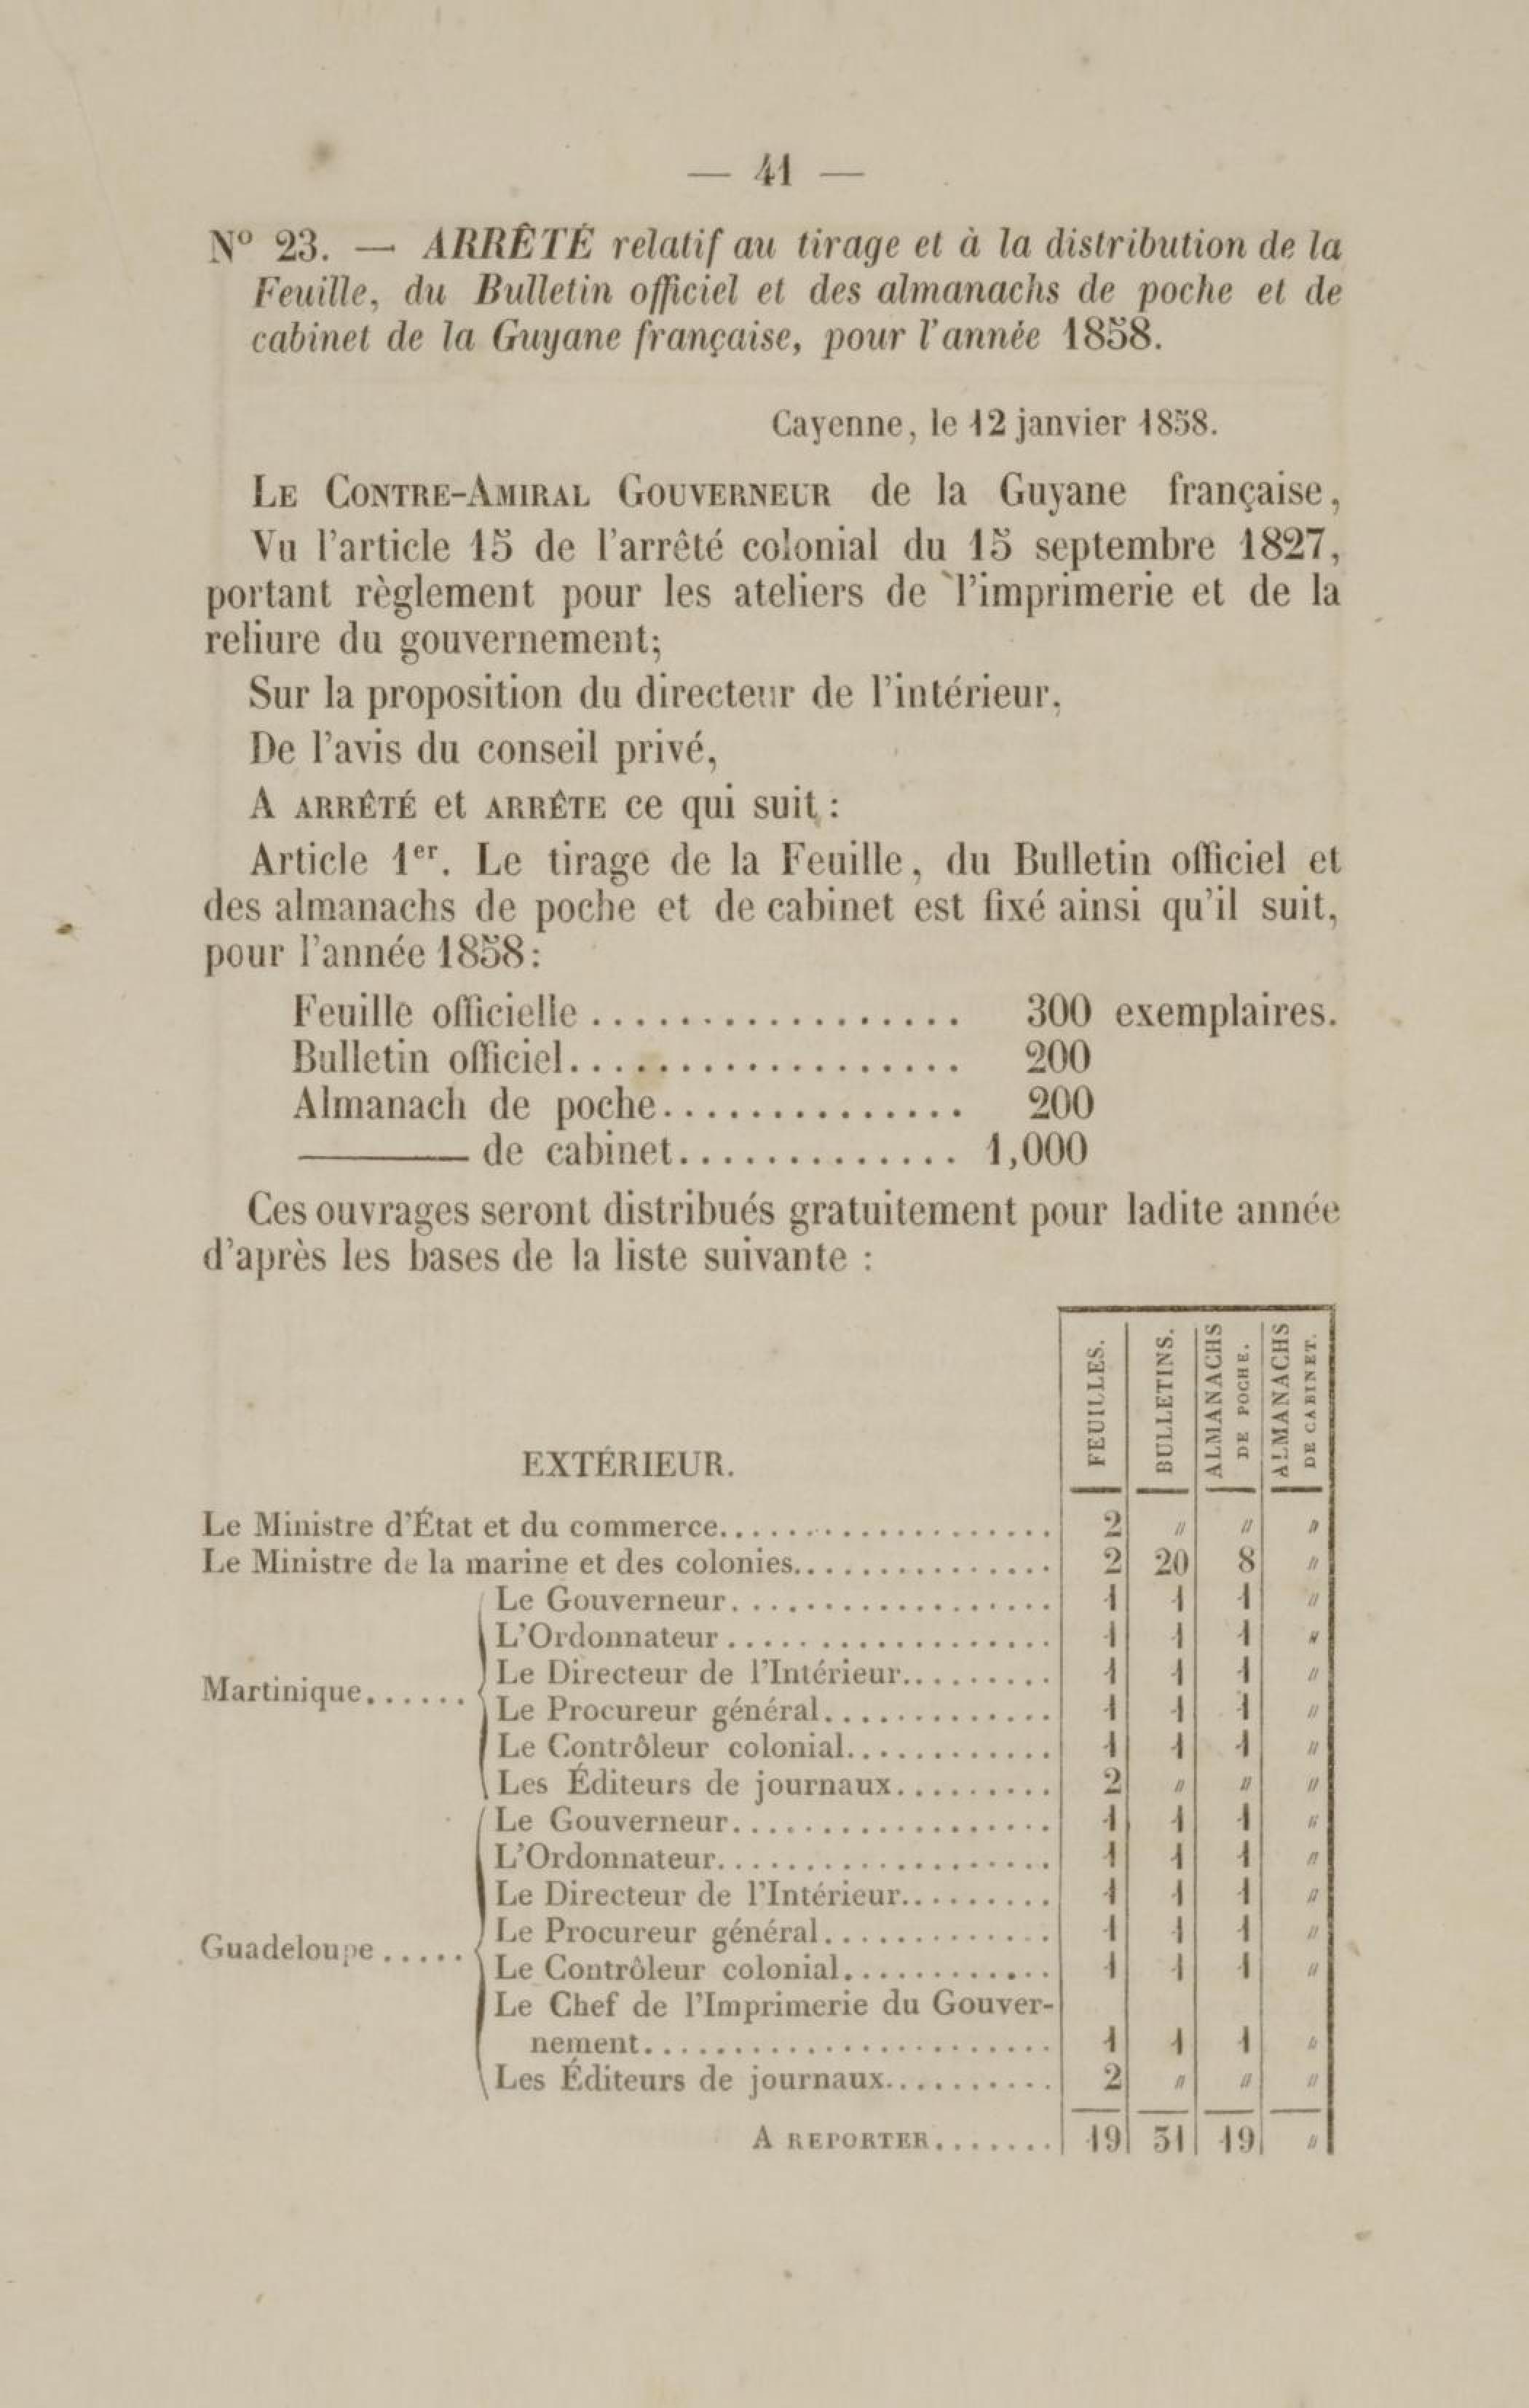 — 41 —
N° 23. — ARRÊTÉ relatif au tirage et à la distribution de la
Feuille, du Bulletin officiel et des almanachs de poche et de
cabinet de la Guyane française, pour l'année 1858.
Cayenne, le 12 janvier 1858.
LE CONTRE-AMIRAL GOUVERNEUR de la Guyane française,
Vu l'article 15 de l'arrêté colonial du 15 septembre 1827,
portant règlement pour les ateliers de l'imprimerie et de la
reliure du gouvernement;
Sur la proposition du directeur de l'intérieur,
De l'avis du conseil privé,
A ARRÊTÉ et ARRÊTE ce qui suit :
Article 1er. Le tirage de la Feuille, du Bulletin officiel et
des almanachs de poche et de cabinet est fixé ainsi qu'il suit,
pour l'année 1858:
Feuille officielle .................. 300 exemplaires.
Bulletin officiel.................. 200
Almanach de poche.............. 200
——— de cabinet............. 1,000
Ces ouvrages seront distribués gratuitement pour ladite année
d'après les bases de la liste suivante :
FEUILLES.
BULLETINS.
ALMANACHS
DE POCHE.
ALMANACHS
DE CABINET.
EXTÉRIEUR.
Le Ministre d'État et du commerce................... 2 " " "
Le Ministre de la marine et des colonies............... 2 20 8 "
Le Gouverneur................... 1 1 1 "
L'Ordonnateur .................. 1 1 1 "
Le Directeur de l'Intérieur......... 1 1 1 "
Martinique......
Le Procureur général............. 1 1 1 "
Le Contrôleur colonial............ 1 1 1 "
Les Éditeurs de journaux......... 2 " " "
Le Gouverneur.................. 1 1 1 "
L'Ordonnateur................... 1 1 1 "
Le Directeur de l'Intérieur......... 1 1 1 "
Le Procureur général............. 1 1 1 "
Guadeloupe .....
Le Contrôleur colonial............ 1 1 1 "
Le Chef de l'Imprimerie du Gouver-
nement....................... 1 1 1 "
Les Éditeurs de journaux.......... 2 " " "
A REPORTER....... 19 31 19 "